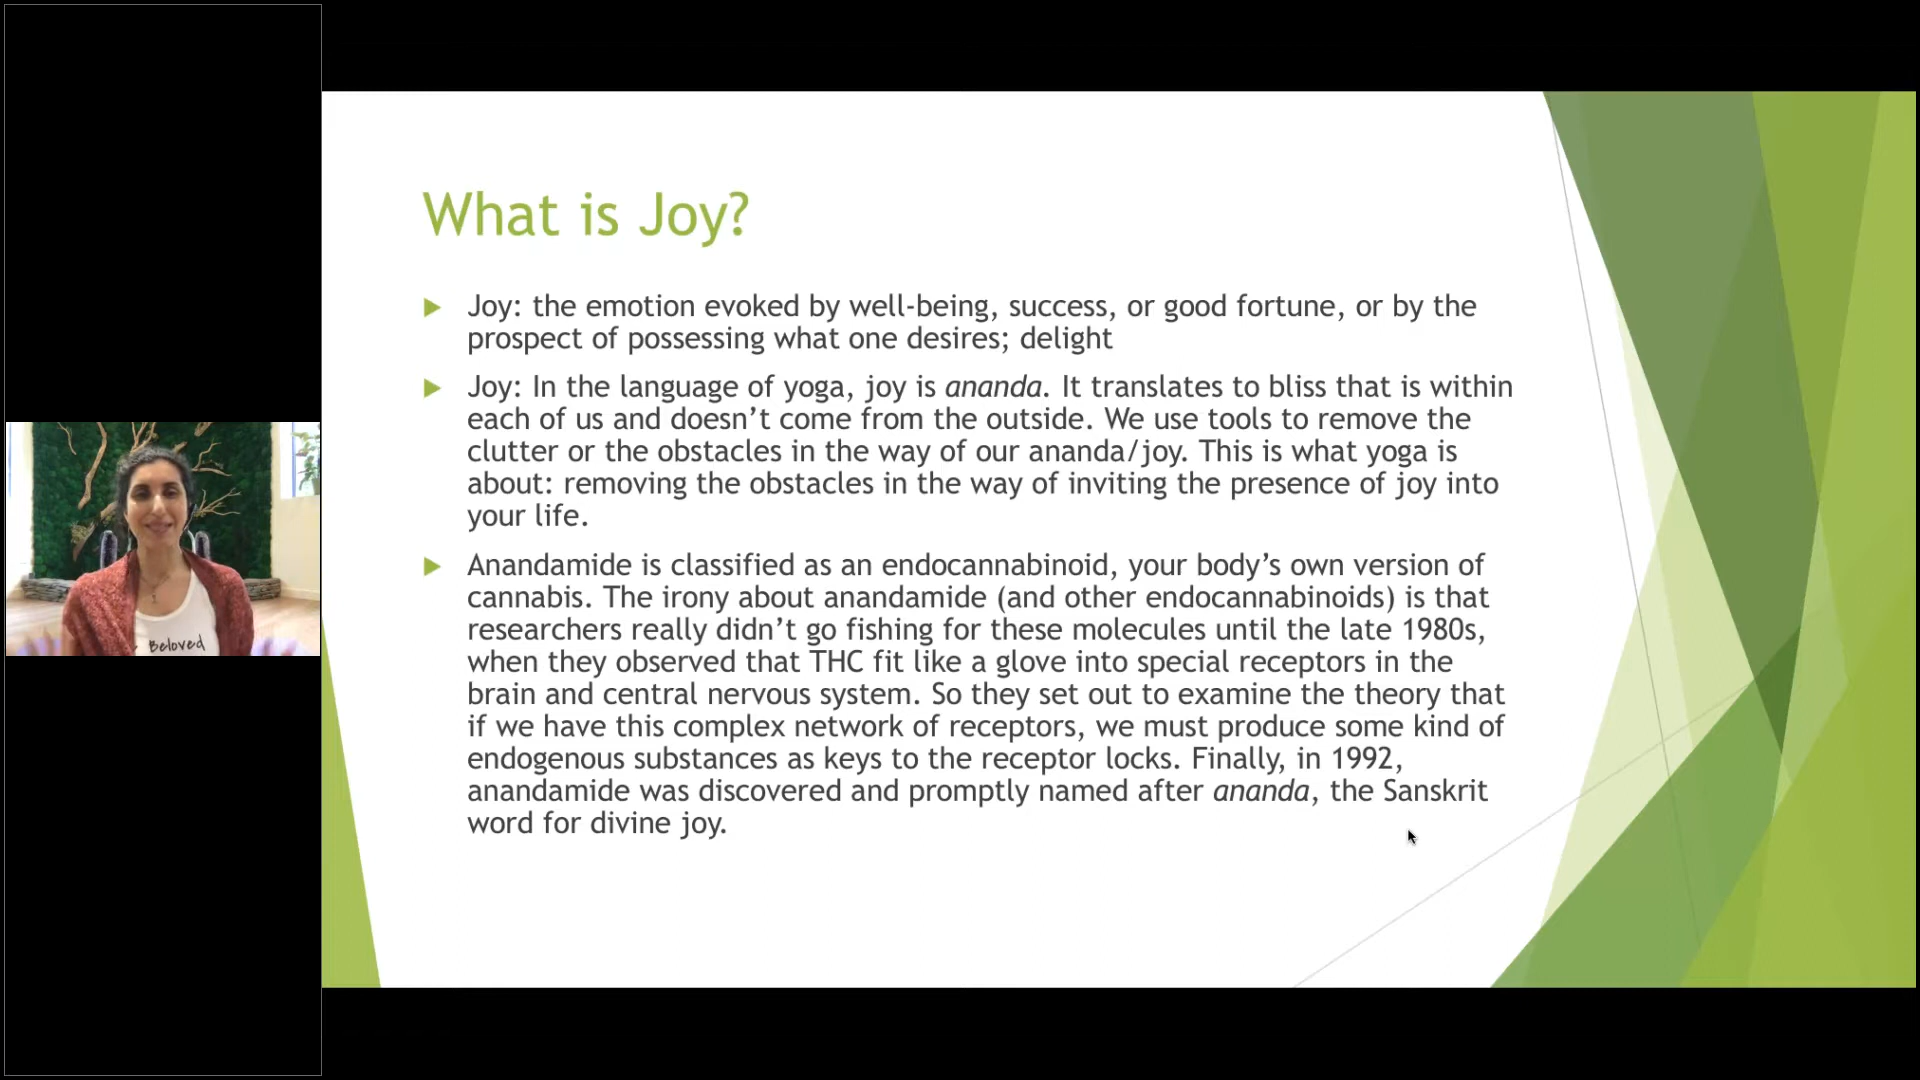 What is Joy?
Joy: the emotion evoked by well-being, success, or good fortune, or by the
prospect of possessing what one desires; delight
Joy: In the language of yoga, joy is ananda. It translates to bliss that is within
each of us and doesn’t come from the outside. We use tools to remove the
clutter or the obstacles in the way of our ananda/joy. This is what yoga is
about: removing the obstacles in the way of inviting the presence of joy into
your life.
Anandamide is classified as an endocannabinoid, your body’s own version of
cannabis. The irony about anandamide (and other endocannabinoids) is that
researchers really didn’t go fishing for these molecules until the late 1980s,
when they observed that THC fit like a glove into special receptors in the
brain and central nervous system. So they set out to examine the theory that
if we have this complex network of receptors, we must produce some kind of
endogenous substances as keys to the receptor locks. Finally, in 1992,
anandamide was discovered and promptly named after ananda, the Sanskrit
word for divine joy.
Beloved